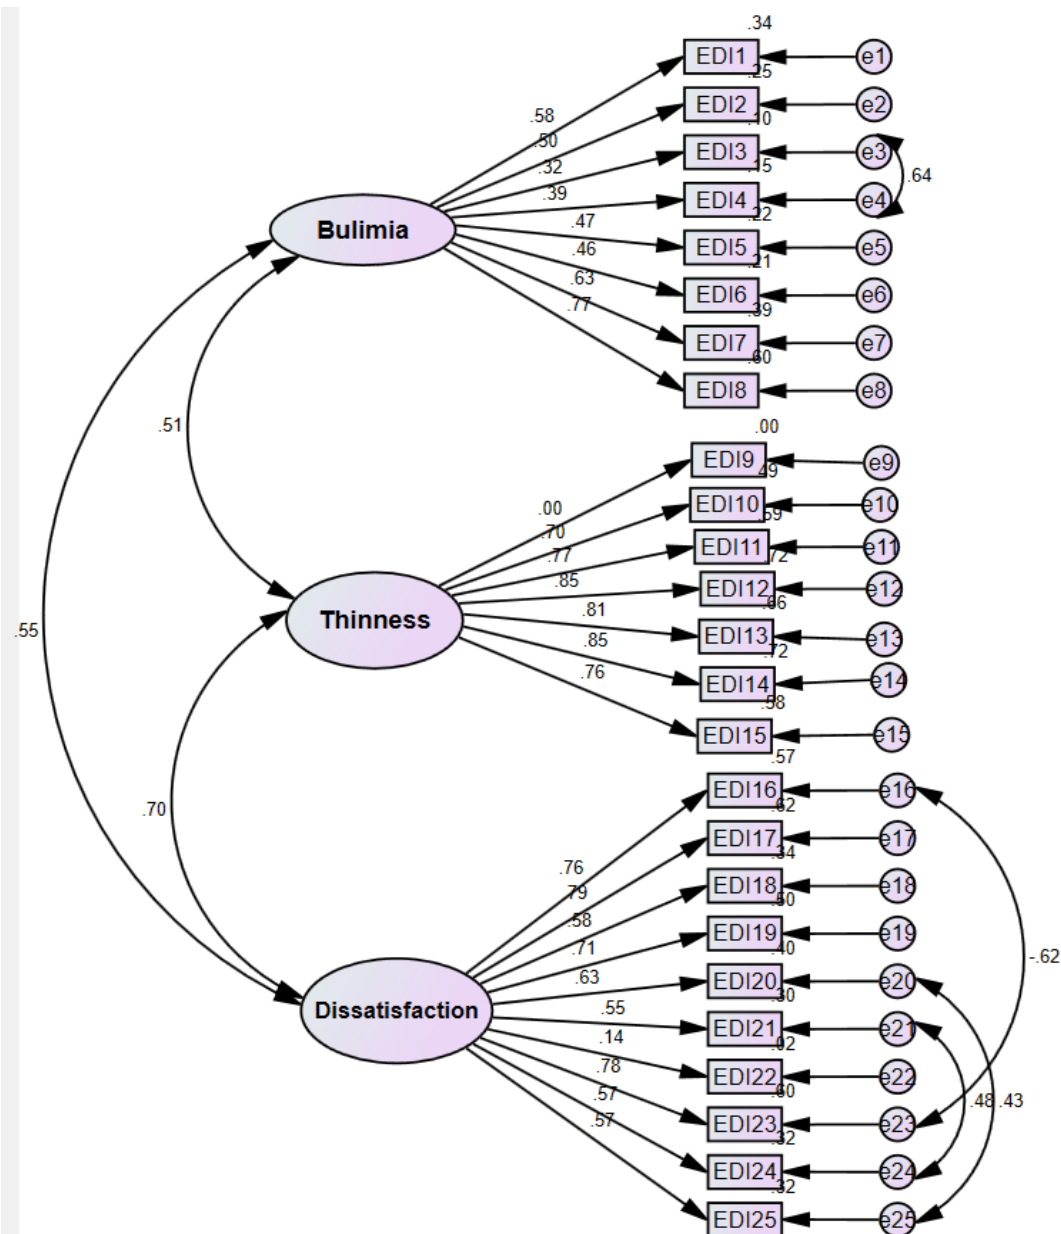 .34
EDI1 e1
.25
EDI2 e2
.58
.10
.50
EDI3 e3
.32
.15
.64
.39
EDI4 e4
.22
Bulimia
.47
EDI5 e5
.46
.21
.63
EDI6 e6
.77
.39
EDI7 e7
.60
EDI8 e8
.51
.00
EDI9 e9
.49
.00
EDI10 e10
.70
.59
.77
EDI11 e11
.72
.85
EDI12 e12
.66
.81
Thinness
.55
EDI13 e13
.85
.72
.76
EDI14 e14
.58
EDI15 e15
.57
EDI16 e16
.70
.62
EDI17 e17
.34
.76
EDI18 e18
.79
.50
.58
EDI19 e19
.71
.40
-.62
.63
EDI20 e20
.30
Dissatisfaction
.55
EDI21 e21
.14
.02
.78
EDI22 e22
.60
.57
.48 .43
.57
EDI23 e23
.32
EDI24 e24
.32
EDI25 e25